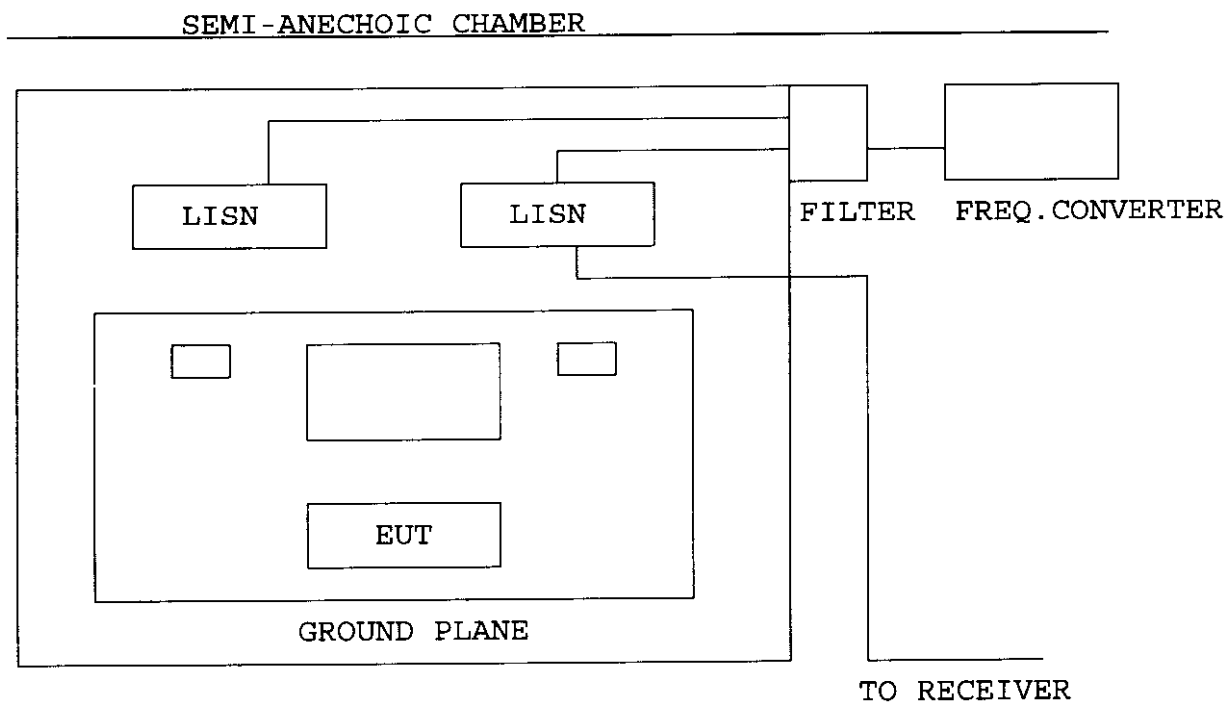 SEMI-ANECHOIC CHAMBER
LISN
LISN
FILTER
FREQ.CONVERTER
EUT
GROUND PLANE
TO RECEIVER